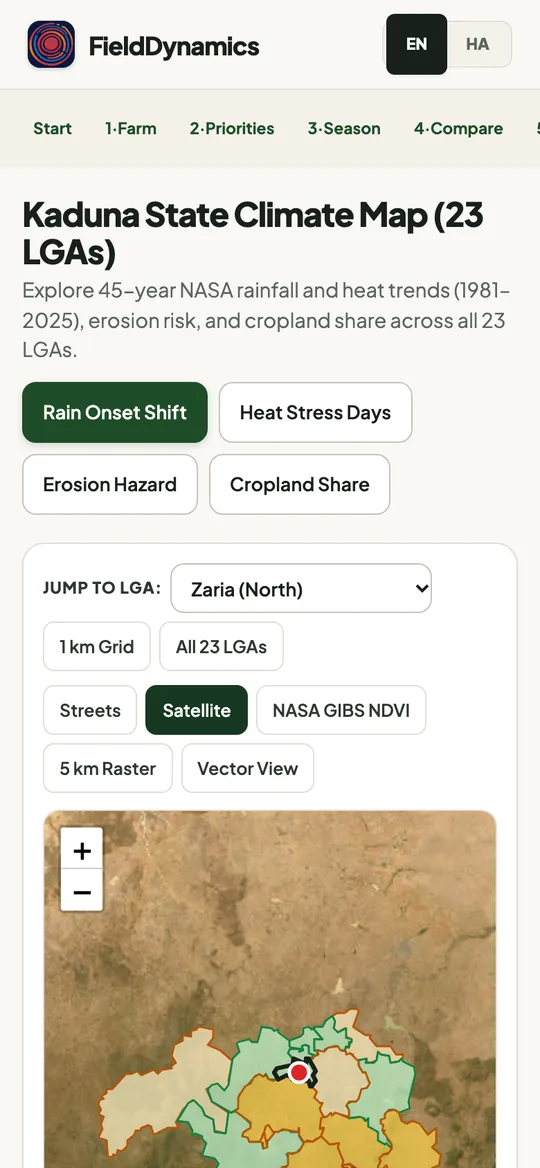 FieldDynamics
EN
HA
Start
1·Farm
2·Priorities
3·Season
4·Compare
Kaduna State Climate Map (23
LGAs)
Explore 45–year NASA rainfall and heat trends (1981–
2025), erosion risk, and cropland share across all 23
LGAs.
Rain Onset Shift
Heat Stress Days
Erosion Hazard
Cropland Share
JUMP TO LGA:
Zaria (North)
1 km Grid
All 23 LGAs
Streets
Satellite
NASA GIBS NDVI
5 km Raster
Vector View
+
−